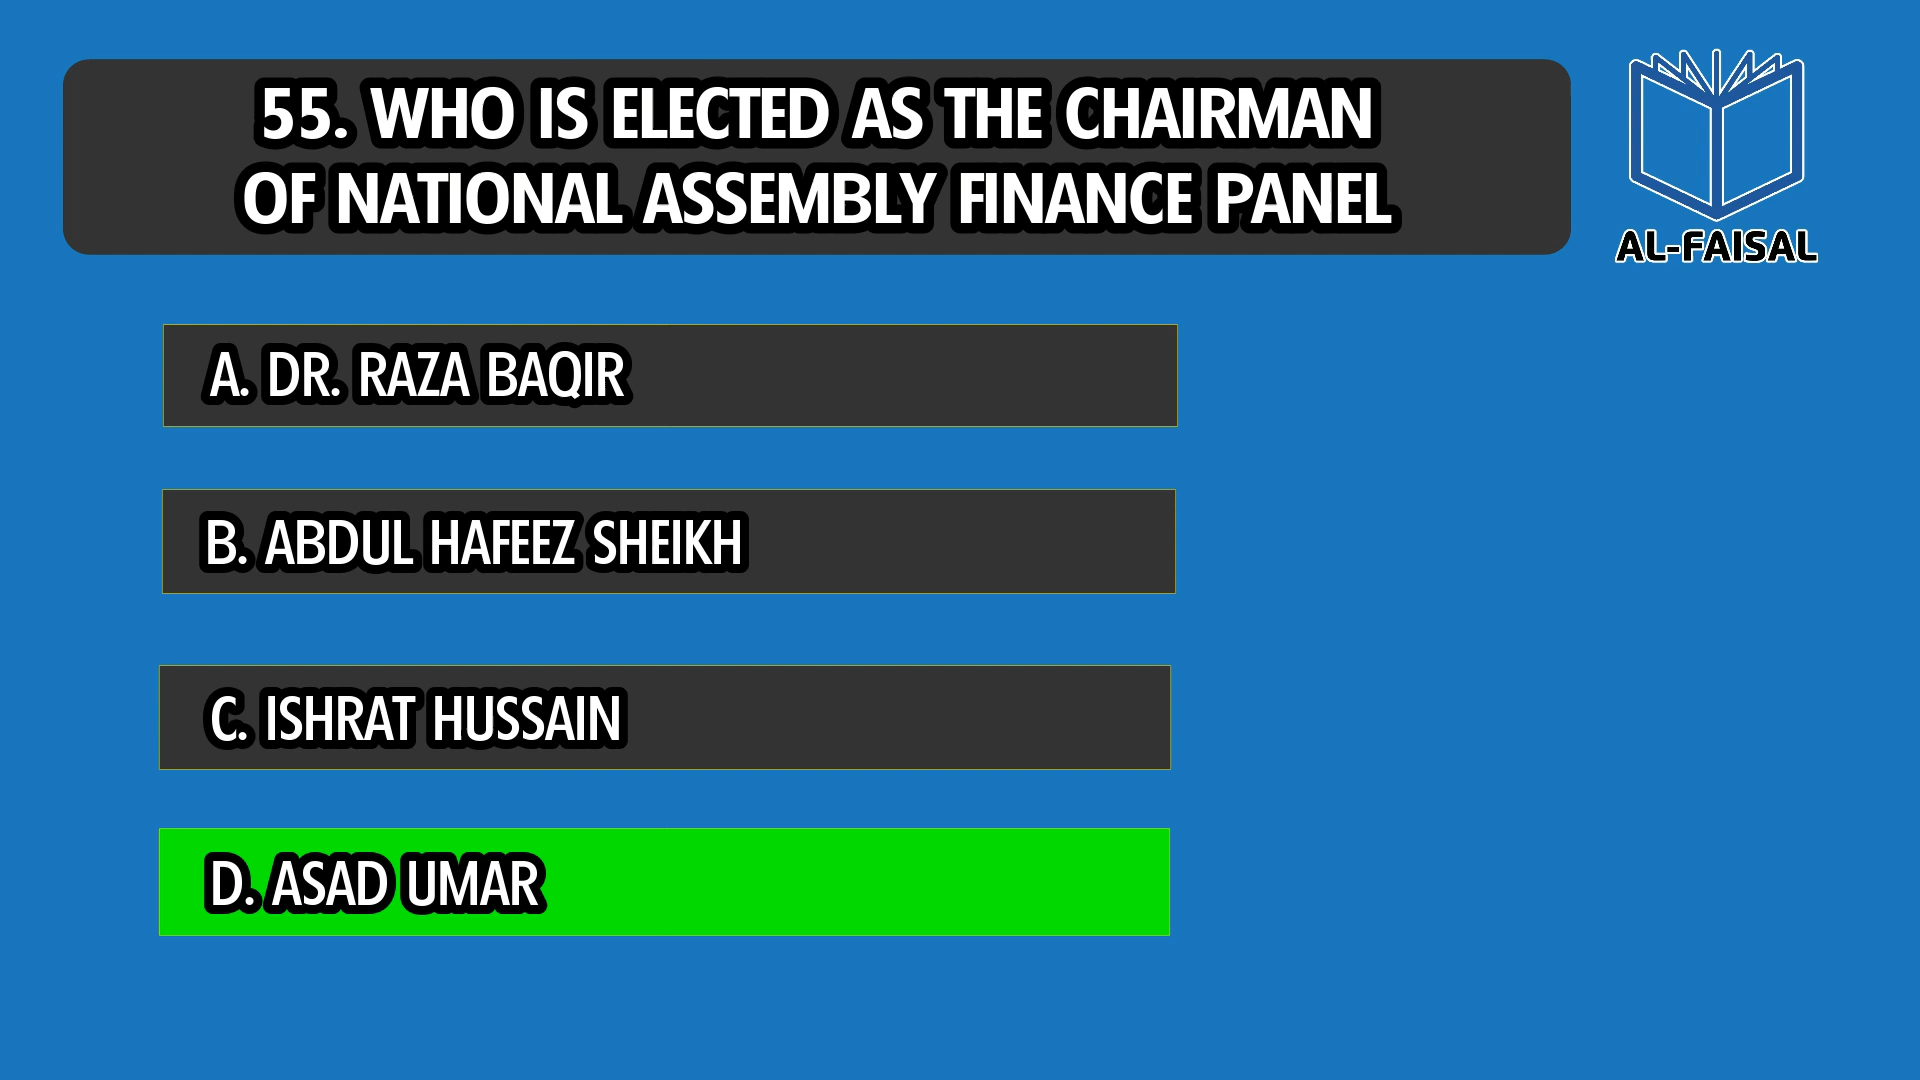 55. WHO IS ELECTED AS THE CHAIRMAN
OF NATIONAL ASSEMBLY FINANCE PANEL
AL-FAISAL
A. DR. RAZA BAQIR
B. ABDUL HAFEEZ SHEIKH
C. ISHRAT HUSSAIN
D. ASAD UMAR